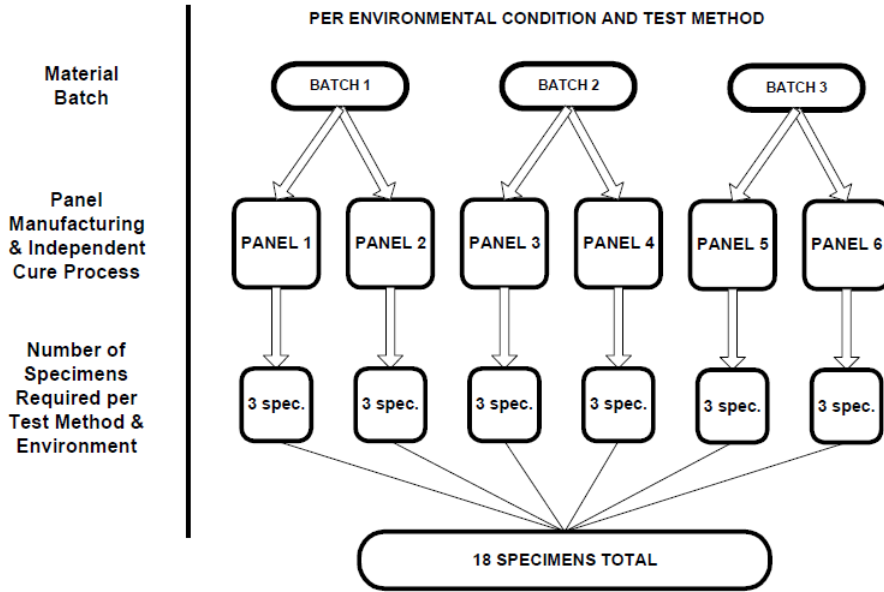 PER ENVIRONMENTAL CONDITION AND TEST METHOD
Material
Batch
BATCH 1
BATCH 2
BATCH 3
Panel
Manufacturing
& Independent
Cure Process
PANEL 1
PANEL 2
PANEL 3
PANEL 4
PANEL 5
PANEL 6
Number of
Specimens
Required per
Test Method &
Environment
3 spec.
3 spec.
3 spec.
3 spec.
3 spec.
3 spec.
18 SPECIMENS TOTAL